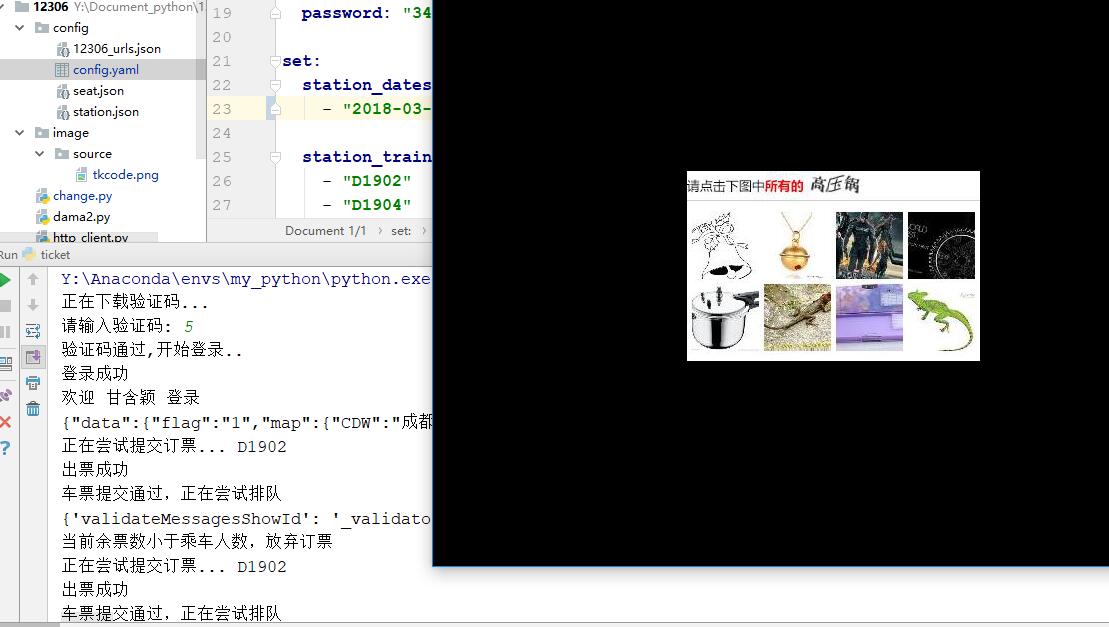 12306 Y:\Document_python\1
config
12306_urls.json
config.yaml
seat.json
station.json
image
source
tkcode.png
change.py
dama2.py
http_client.py
19 password: "34
20
21 set:
22 station_dates
23 - "2018-03-
24
25 station_train
26 - "D1902"
27 - "D1904"
Document 1/1 › set: ›
Run ticket
Y:\Anaconda\envs\my_python\python.exe
正在下载验证码...
请输入验证码: 5
验证码通过,开始登录..
登录成功
欢迎 甘含颖 登录
{"data":{"flag":"1","map":{"CDW":"成都
正在尝试提交订票... D1902
出票成功
车票提交通过，正在尝试排队
{'validateMessagesShowId': '_validato
当前余票数小于乘车人数，放弃订票
正在尝试提交订票... D1902
出票成功
车票提交通过，正在尝试排队
请点击下图中所有的 高压锅